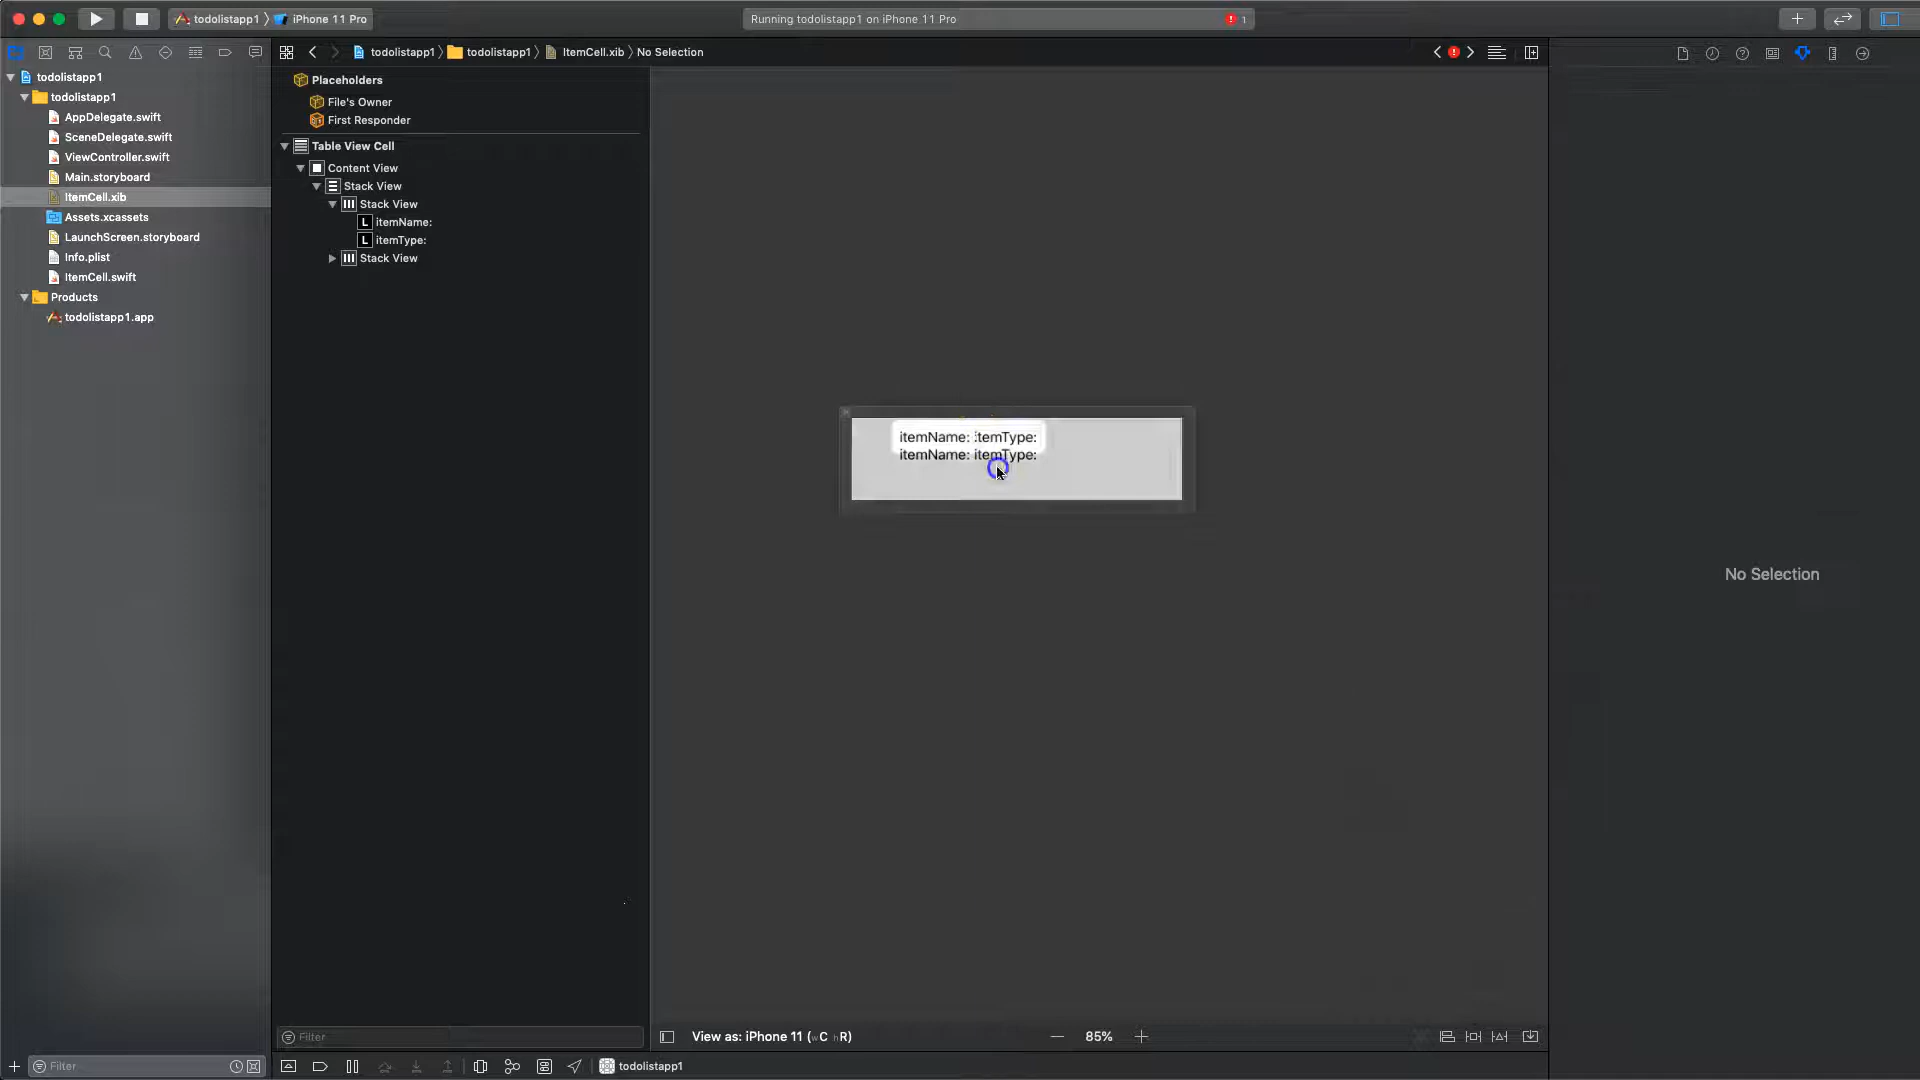 todolistapp1 〉 iPhone 11 Pro
Running todolistapp1 on iPhone 11 Pro
1
todolistapp1 〉 todolistapp1 〉 ItemCell.xib 〉 No Selection
todolistapp1
todolistapp1
AppDelegate.swift
SceneDelegate.swift
ViewController.swift
Main.storyboard
ItemCell.xib
Assets.xcassets
LaunchScreen.storyboard
Info.plist
ItemCell.swift
Products
todolistapp1.app
Placeholders
File's Owner
First Responder
Table View Cell
Content View
Stack View
Stack View
L itemName:
L itemType:
Stack View
itemName: itemType:
itemName: itemType:
No Selection
Filter
View as: iPhone 11 (wC hR)
85%
Filter
todolistapp1